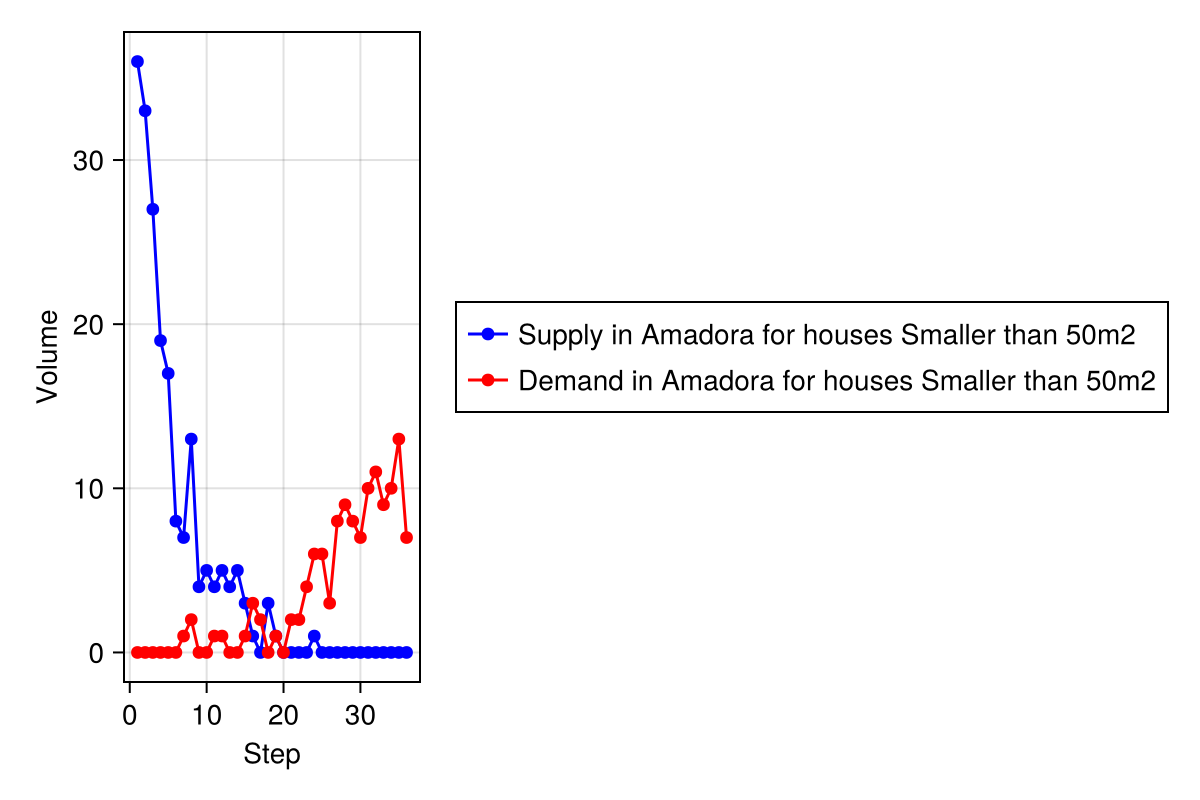 30
20
10
0
Volume
0 10 20 30
Step
Supply in Amadora for houses Smaller than 50m2
Demand in Amadora for houses Smaller than 50m2